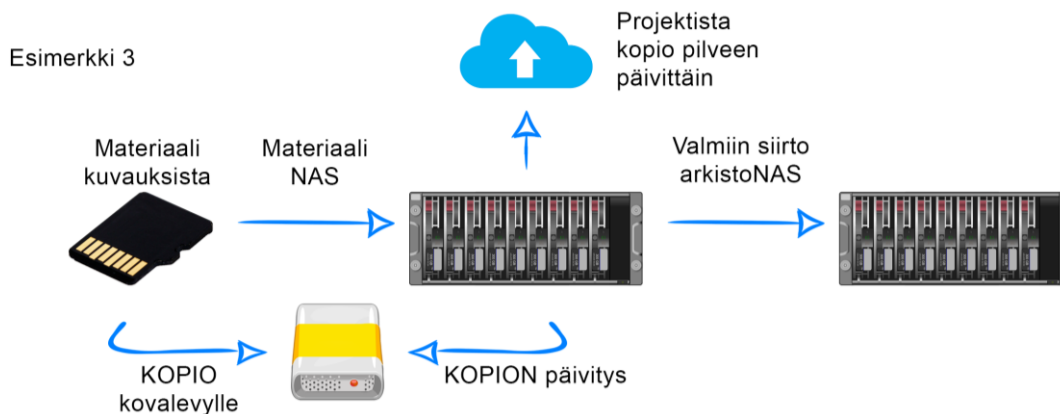 Esimerkki 3
Projektista
kopio pilveen
päivittäin
Materiaali
kuvauksista
Materiaali
NAS
Valmiin siirto
arkistoNAS
KOPIO
kovalevylle
KOPION päivitys